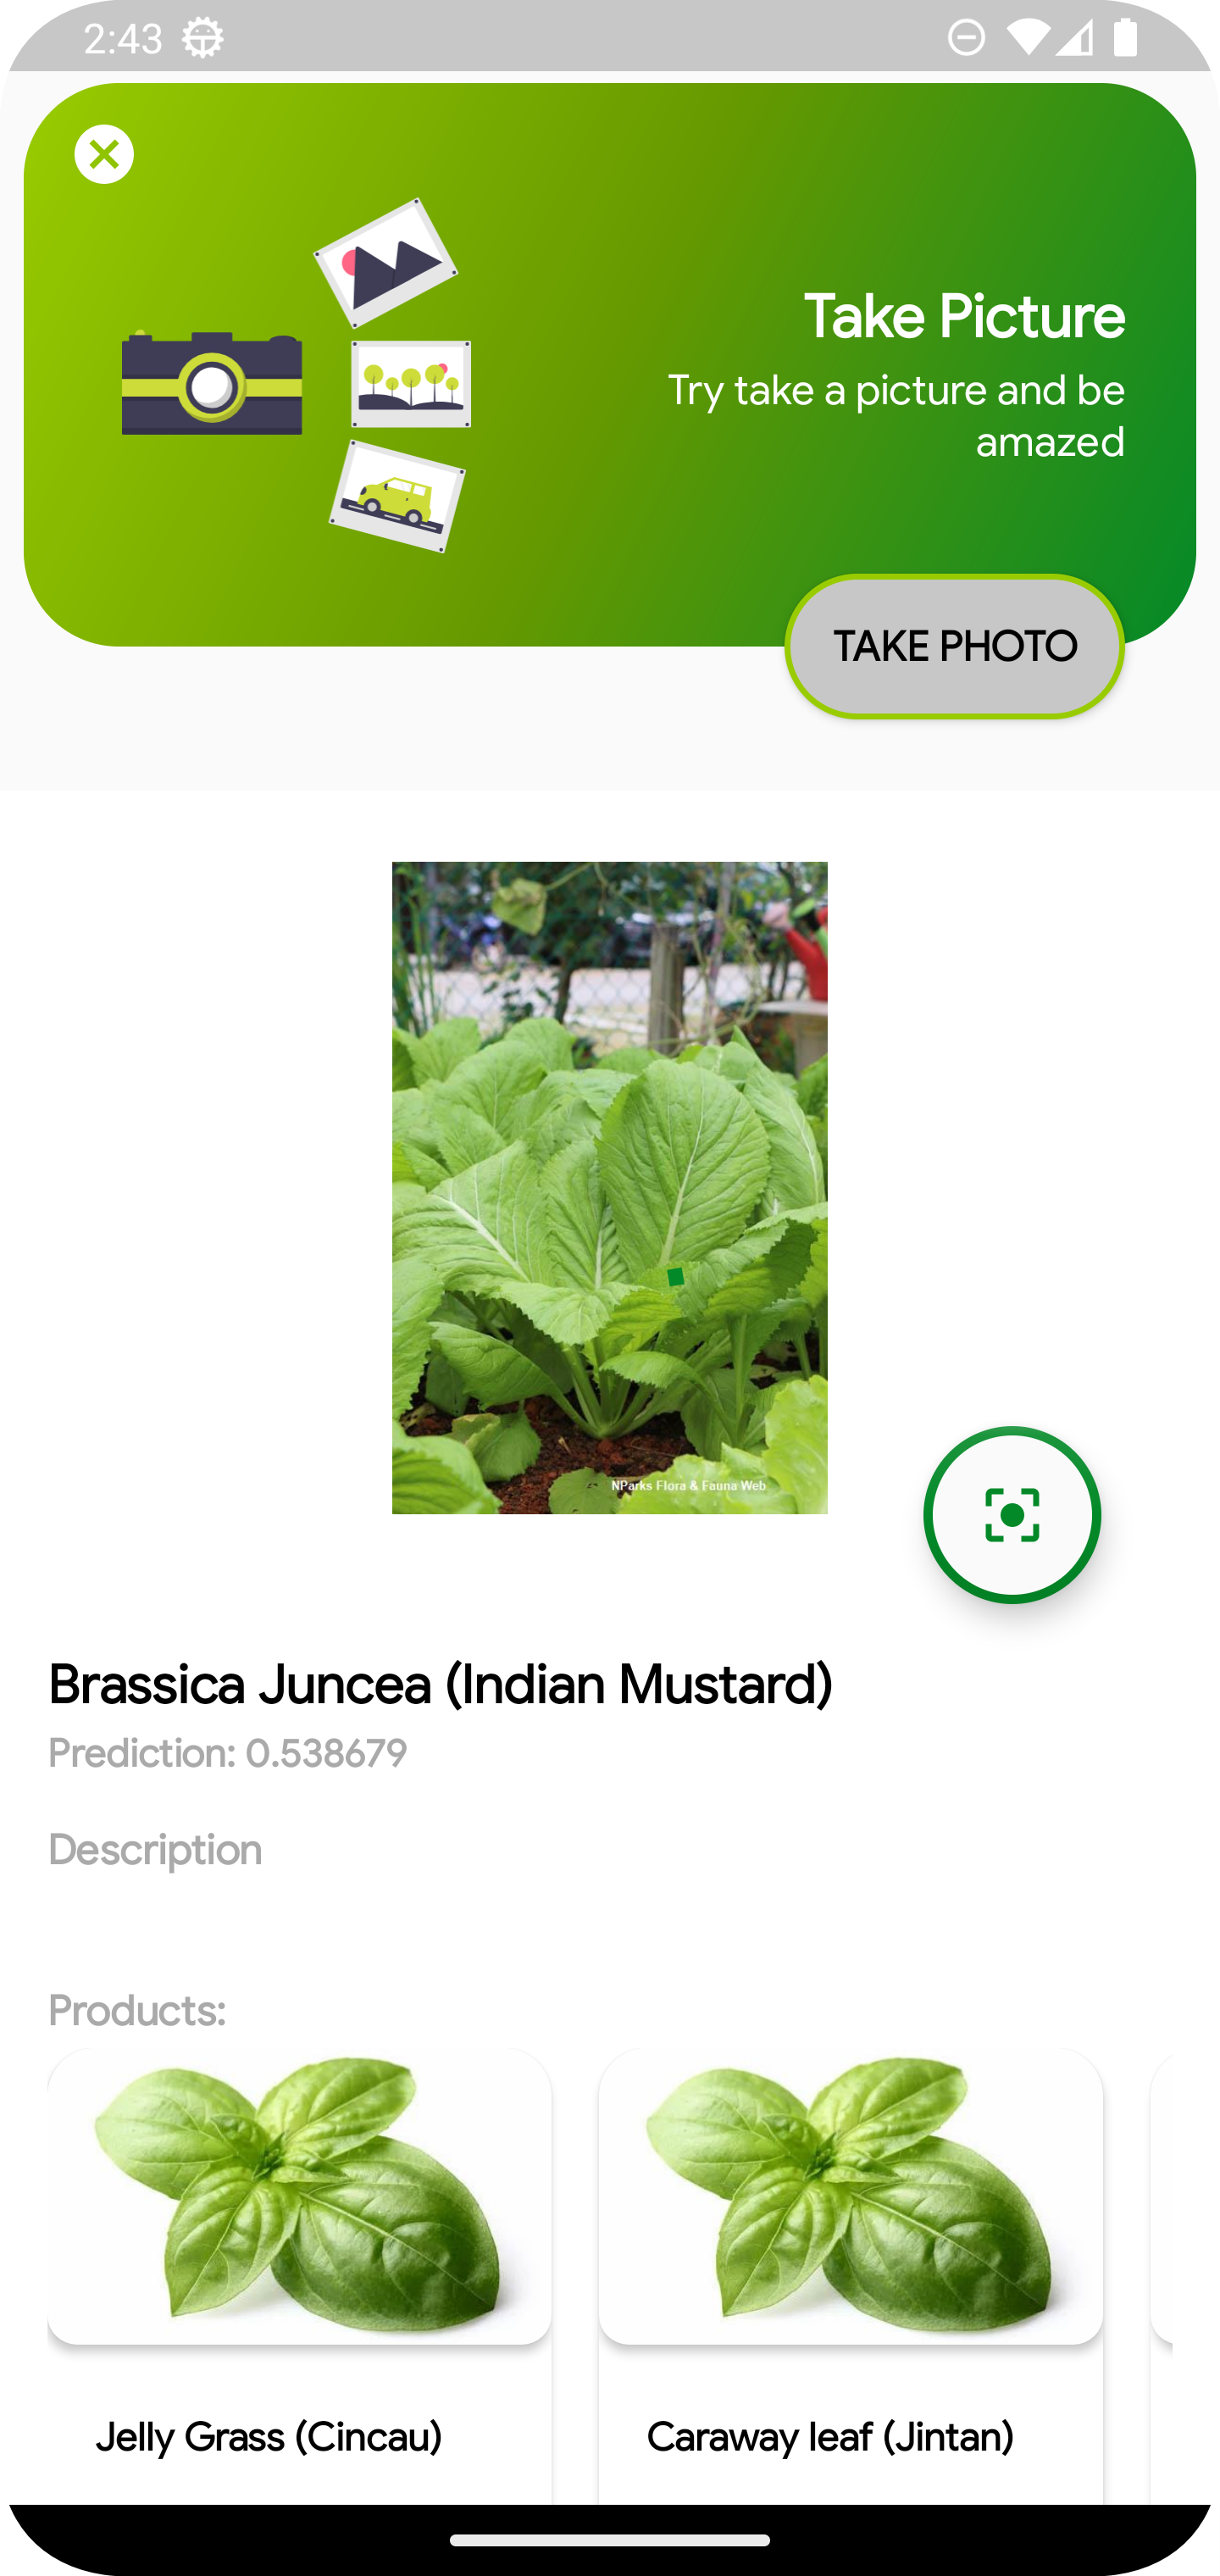 2:43
Take Picture
Try take a picture and be
amazed
TAKE PHOTO
NParks Flora & Fauna Web
Brassica Juncea (Indian Mustard)
Prediction: 0.538679
Description
Products:
Jelly Grass (Cincau)
Caraway leaf (Jintan)